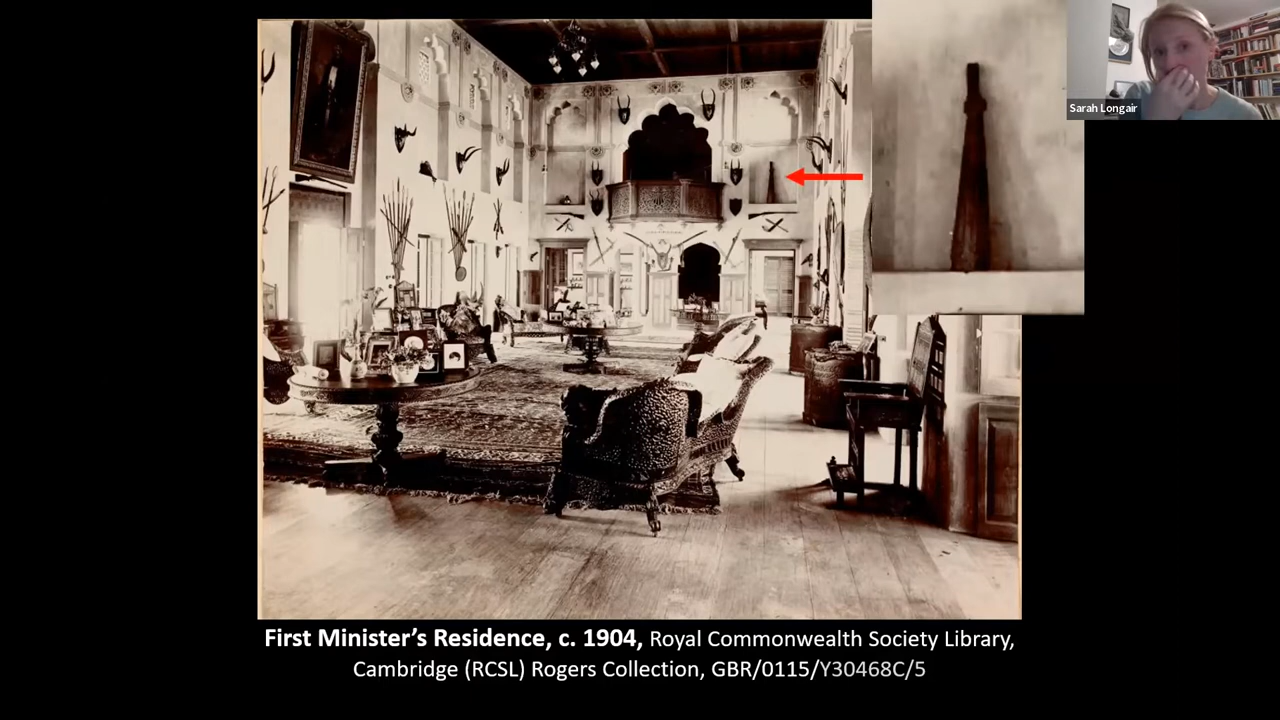 Sarah Longair
First Minister's Residence, c. 1904, Royal Commonwealth Society Library,
Cambridge (RCSL) Rogers Collection, GBR/0115/Y30468C/5